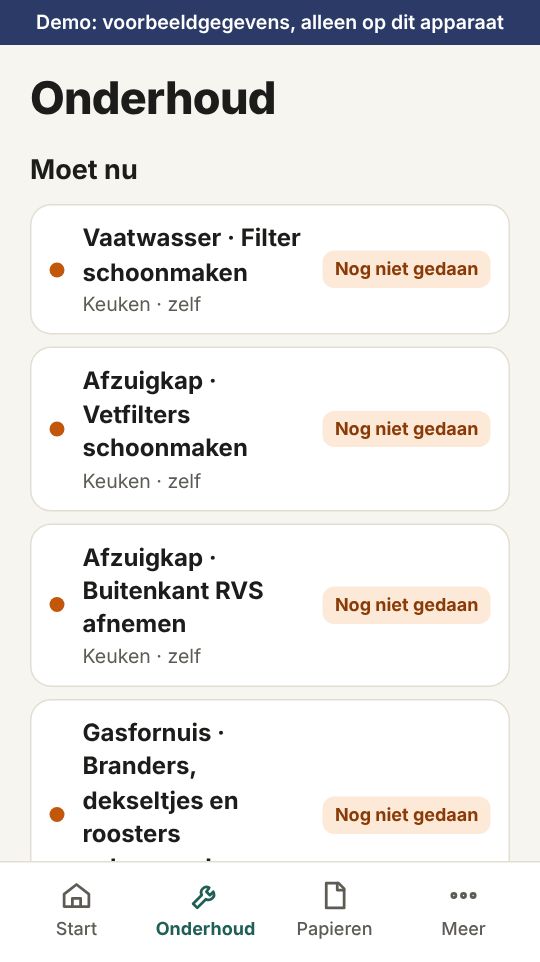 Demo: voorbeeldgegevens, alleen op dit apparaat
Onderhoud
Moet nu
Vaatwasser · Filter
schoonmaken
Keuken · zelf
Nog niet gedaan
Afzuigkap ·
Vetfilters
schoonmaken
Keuken · zelf
Nog niet gedaan
Afzuigkap ·
Buitenkant RVS
afnemen
Keuken · zelf
Nog niet gedaan
Gasfornuis ·
Branders,
dekseltjes en
roosters
Nog niet gedaan
Start
Onderhoud
Papieren
Meer